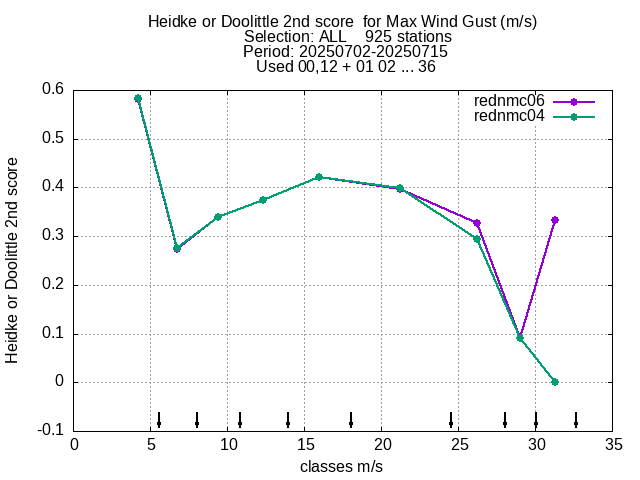 Heidke or Doolittle 2nd score  for Max Wind Gust (m/s)
Selection: ALL    925 stations
Period: 20250702-20250715
Used 00,12 + 01 02 ... 36
rednmc06
rednmc04
Heidke or Doolittle 2nd score
0.6
0.5
0.4
0.3
0.2
0.1
0
-0.1
0 5 10 15 20 25 30 35
classes m/s